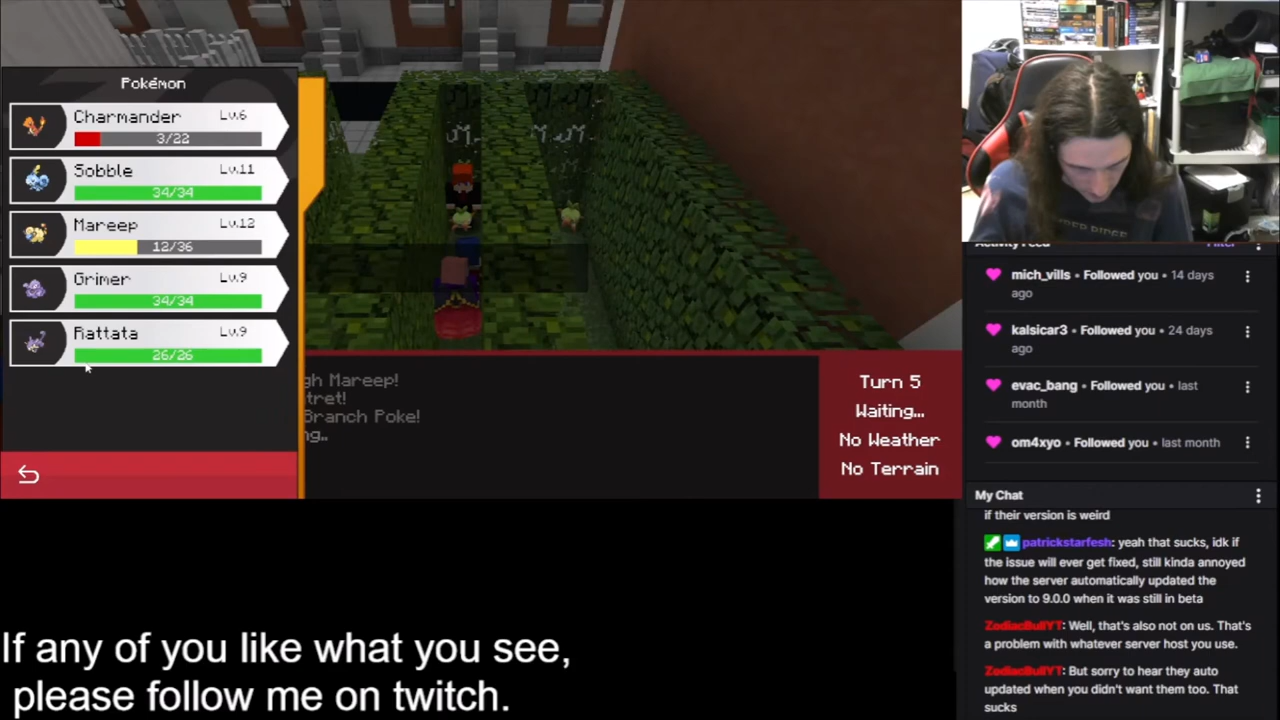 Pokémon
Charmander Lv.6
3/22
Sobble Lv.11
34/34
Mareep Lv.12
12/36
Grimer Lv.9
34/34
Rattata Lv.9
26/26
gh Mareep!
tret!
Branch Poke!
ng..
Turn 5
Waiting...
No Weather
No Terrain
Activity Feed
Filter
mich_vills • Followed you • 14 days
ago
kalsicar3 • Followed you • 24 days
ago
evac_bang • Followed you • last
month
om4xyo • Followed you • last month
My Chat
if their version is weird
patrickstarfesh: yeah that sucks, idk if
the issue will ever get fixed, still kinda annoyed
how the server automatically updated the
version to 9.0.0 when it was still in beta
ZodiacBullYT: Well, that's also not on us. That's
a problem with whatever server host you use.
ZodiacBullYT: But sorry to hear they auto
updated when you didn't want them too. That
sucks
If any of you like what you see,
please follow me on twitch.